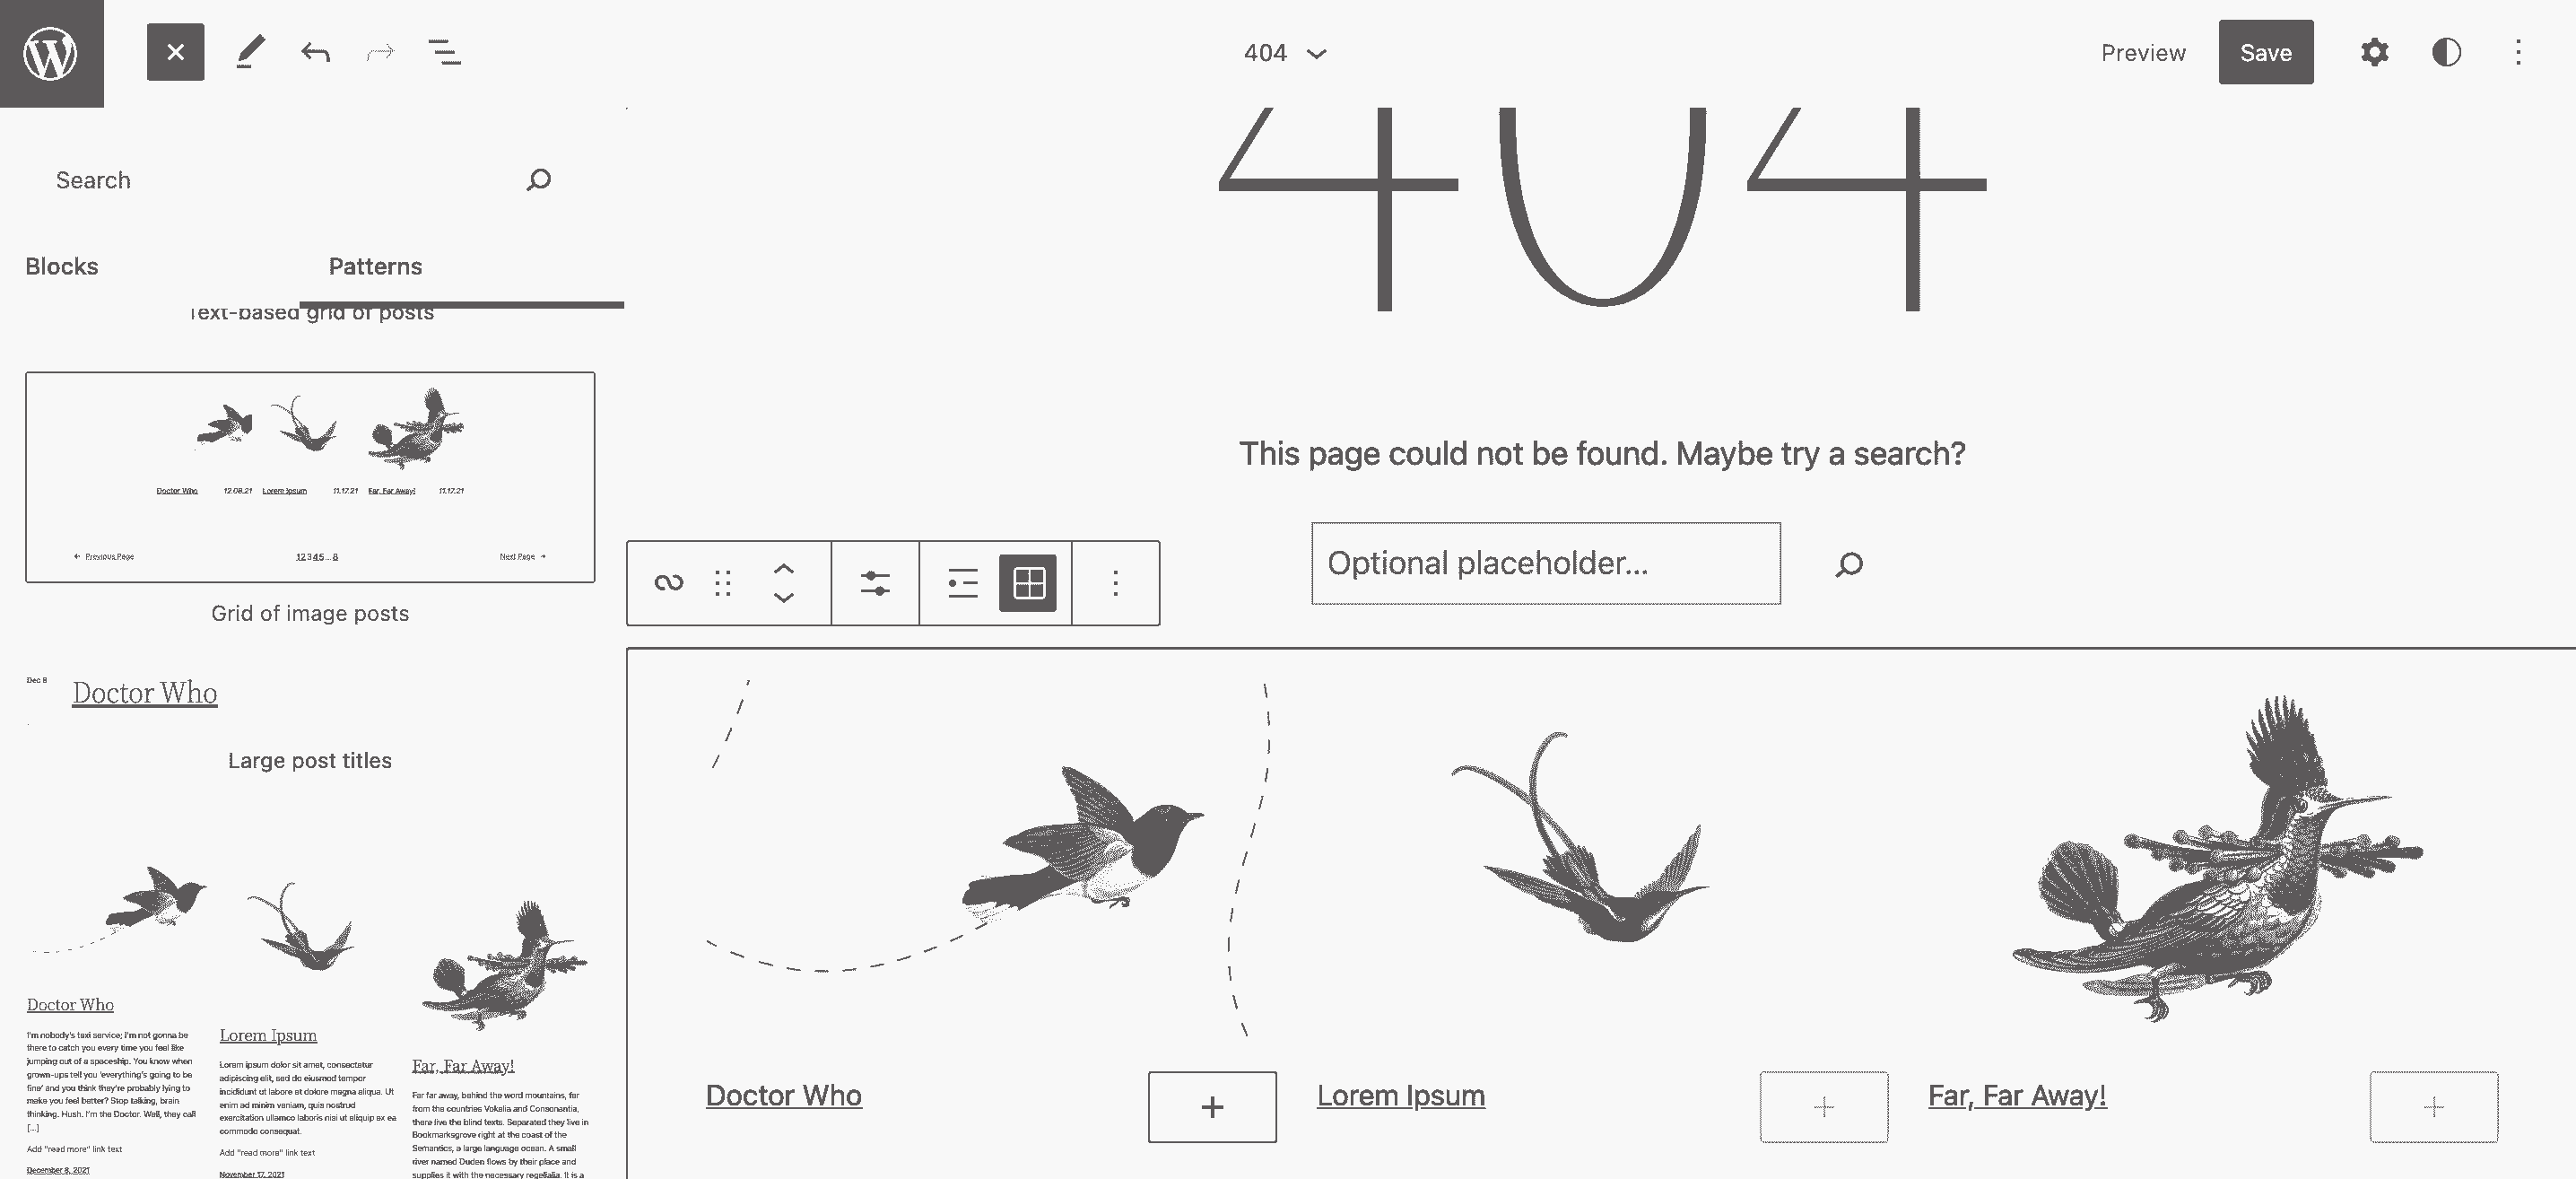 404
Preview
Save
Search
Blocks
Patterns
Text-based grid of posts
Doctor Who 12.08.21 Lorem Ipsum 11.17.21 Far, Far Away! 11.17.21
Previous Page
12345...8
Next Page
Grid of image posts
Dec 8
Doctor Who
Large post titles
Doctor Who
I'm nobody's taxi service; I'm not gonna be
there to catch you every time you feel like
jumping out of a spaceship. You know when
grown-ups tell you 'everything's going to be
fine' and you think they're probably lying to
make you feel better? Stop talking, brain
thinking. Hush. I'm the Doctor. Well, they call
[...]
Add "read more" link text
December 8, 2021
Lorem Ipsum
Lorem ipsum dolor sit amet, consectetur
adipiscing elit, sed do eiusmod tempor
incididunt ut labore et dolore magna aliqua. Ut
enim ad minim veniam, quis nostrud
exercitation ullamco laboris nisi ut aliquip ex ea
commodo consequat.
Add "read more" link text
November 17, 2021
Far, Far Away!
Far far away, behind the word mountains, far
from the countries Vokalia and Consonantia,
there live the blind texts. Separated they live in
Bookmarksgrove right at the coast of the
Semantics, a large language ocean. A small
river named Duden flows by their place and
supplies it with the necessary regelialia. It is a
404
This page could not be found. Maybe try a search?
Optional placeholder...
Doctor Who
Lorem Ipsum
Far, Far Away!